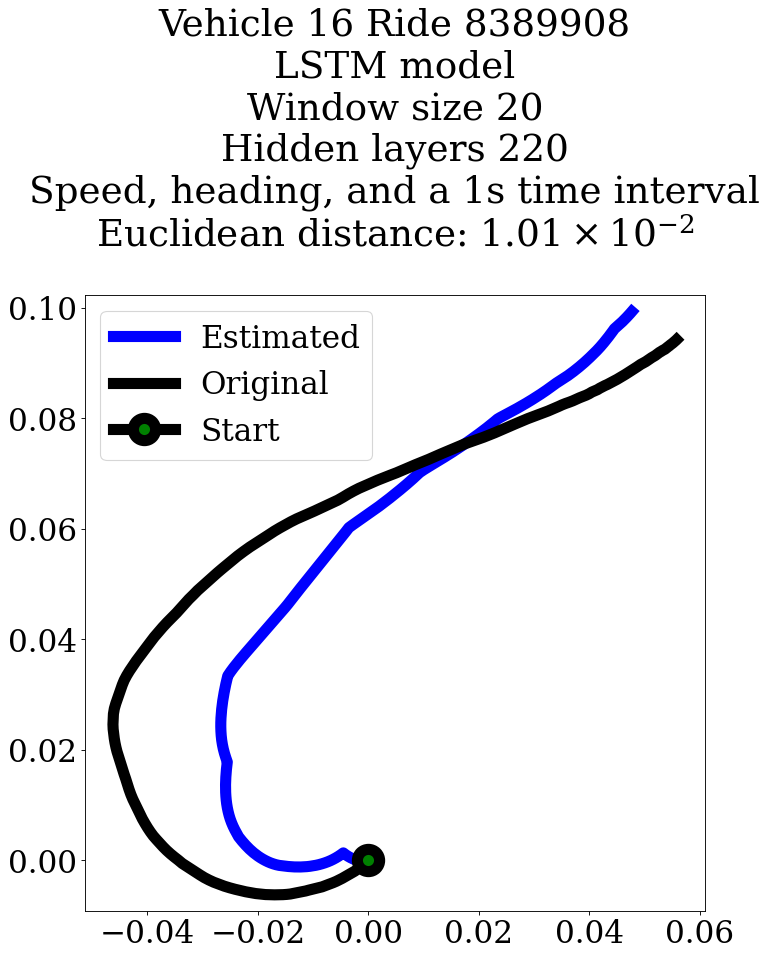 Vehicle 16 Ride 8389908
LSTM model
Window size 20
Hidden layers 220
Speed, heading, and a 1s time interval
Euclidean distance: 1.01 × 10⁻²
Estimated
Original
Start
0.10
0.08
0.06
0.04
0.02
0.00
−0.04 −0.02 0.00 0.02 0.04 0.06